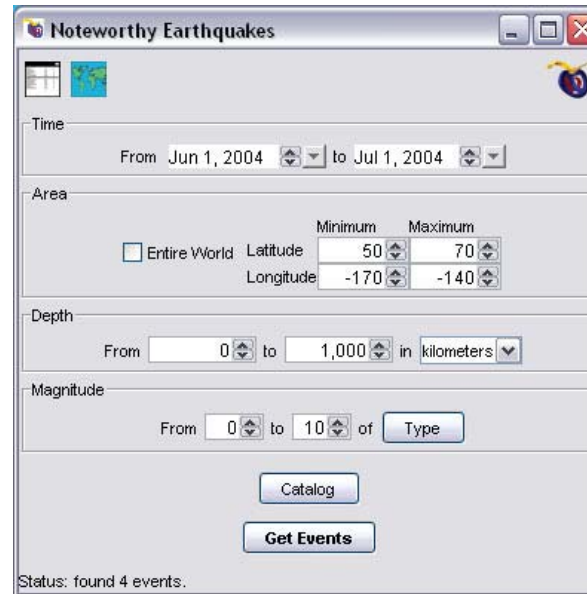 Noteworthy Earthquakes
Time
From Jun 1, 2004 to Jul 1, 2004
Area
Minimum Maximum
Entire World Latitude 50 70
Longitude -170 -140
Depth
From 0 to 1,000 in kilometers
Magnitude
From 0 to 10 of Type
Catalog
Get Events
Status: found 4 events.